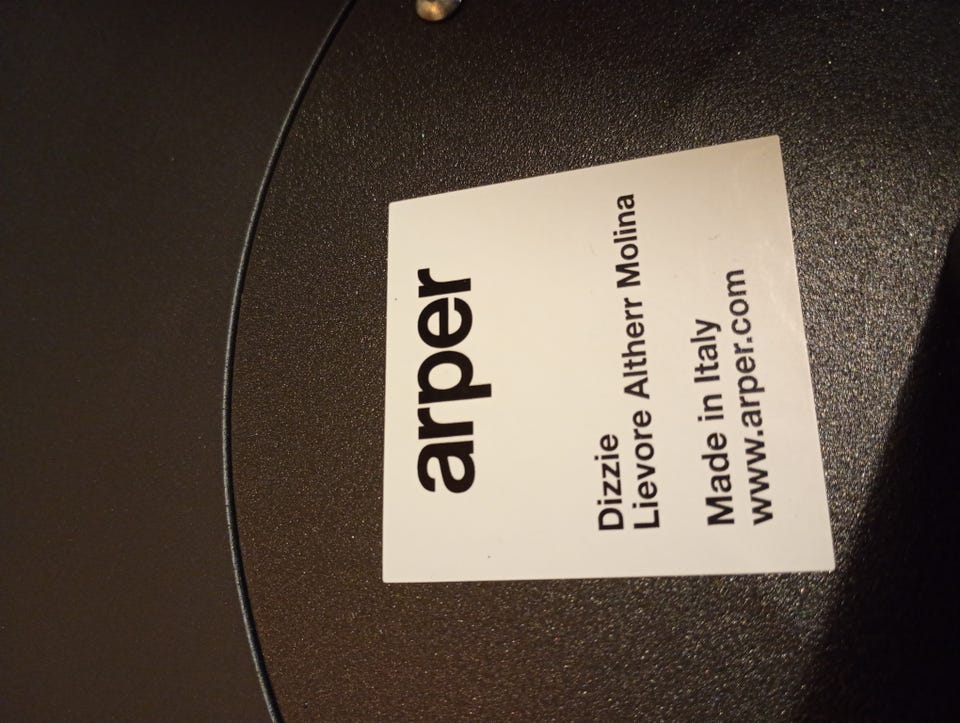 arper
Dizzie
Lievore Altherr Molina
Made in Italy
www.arper.com